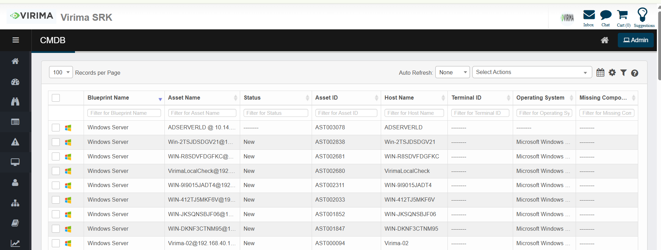 VIRIMA Virima SRK
VIRIMA Inbox Chat Cart (0) Suggestions
CMDB Admin
100 Records per Page Auto Refresh: None Select Actions
Blueprint Name Asset Name Status Asset ID Host Name Terminal ID Operating System Missing Compo...
Filter for Blueprint Name Filter for Asset Name Filter for Status Filter for Asset ID Filter for Host Name Filter for Terminal ID Filter for Operating Sy Filter for Missing Com
Windows Server ADSERVERLD @ 10.14... -------- AST003078 ADSERVERLD -------- -------- --------
Windows Server Win-2TSJDSDGV21@1... New AST002838 Win-2TSJDSDGV21 -------- Microsoft Windows ... --------
Windows Server WIN-R8SDVFDGFKC@... New AST002681 WIN-R8SDVFDGFKC -------- Microsoft Windows ... --------
Windows Server VirimaLocalCheck@192... New AST002680 VirimaLocalCheck -------- Microsoft Windows ... --------
Windows Server WIN-9I9015JADT4@192... New AST002311 WIN-9I9015JADT4 -------- Microsoft Windows ... --------
Windows Server WIN-412TJ5MKF6V@19... New AST002033 WIN-412TJ5MKF6V -------- Microsoft Windows ... --------
Windows Server WIN-JKSQNSBJF06@1... New AST001852 WIN-JKSQNSBJF06 -------- Microsoft Windows ... --------
Windows Server WIN-DKNF3CTNM95@... New AST001847 WIN-DKNF3CTNM95 -------- Microsoft Windows ... --------
Windows Server Virima-02@192.168.40.1... New AST000094 Virima-02 -------- Microsoft Windows ... --------